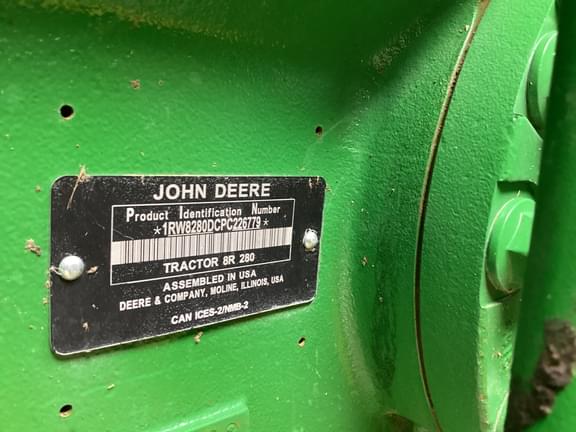 JOHN DEERE
Product Identification Number
*1RW8280DCPC226779*
TRACTOR 8R 280
ASSEMBLED IN USA
DEERE & COMPANY, MOLINE, ILLINOIS, USA
CAN ICES-2/NMB-2